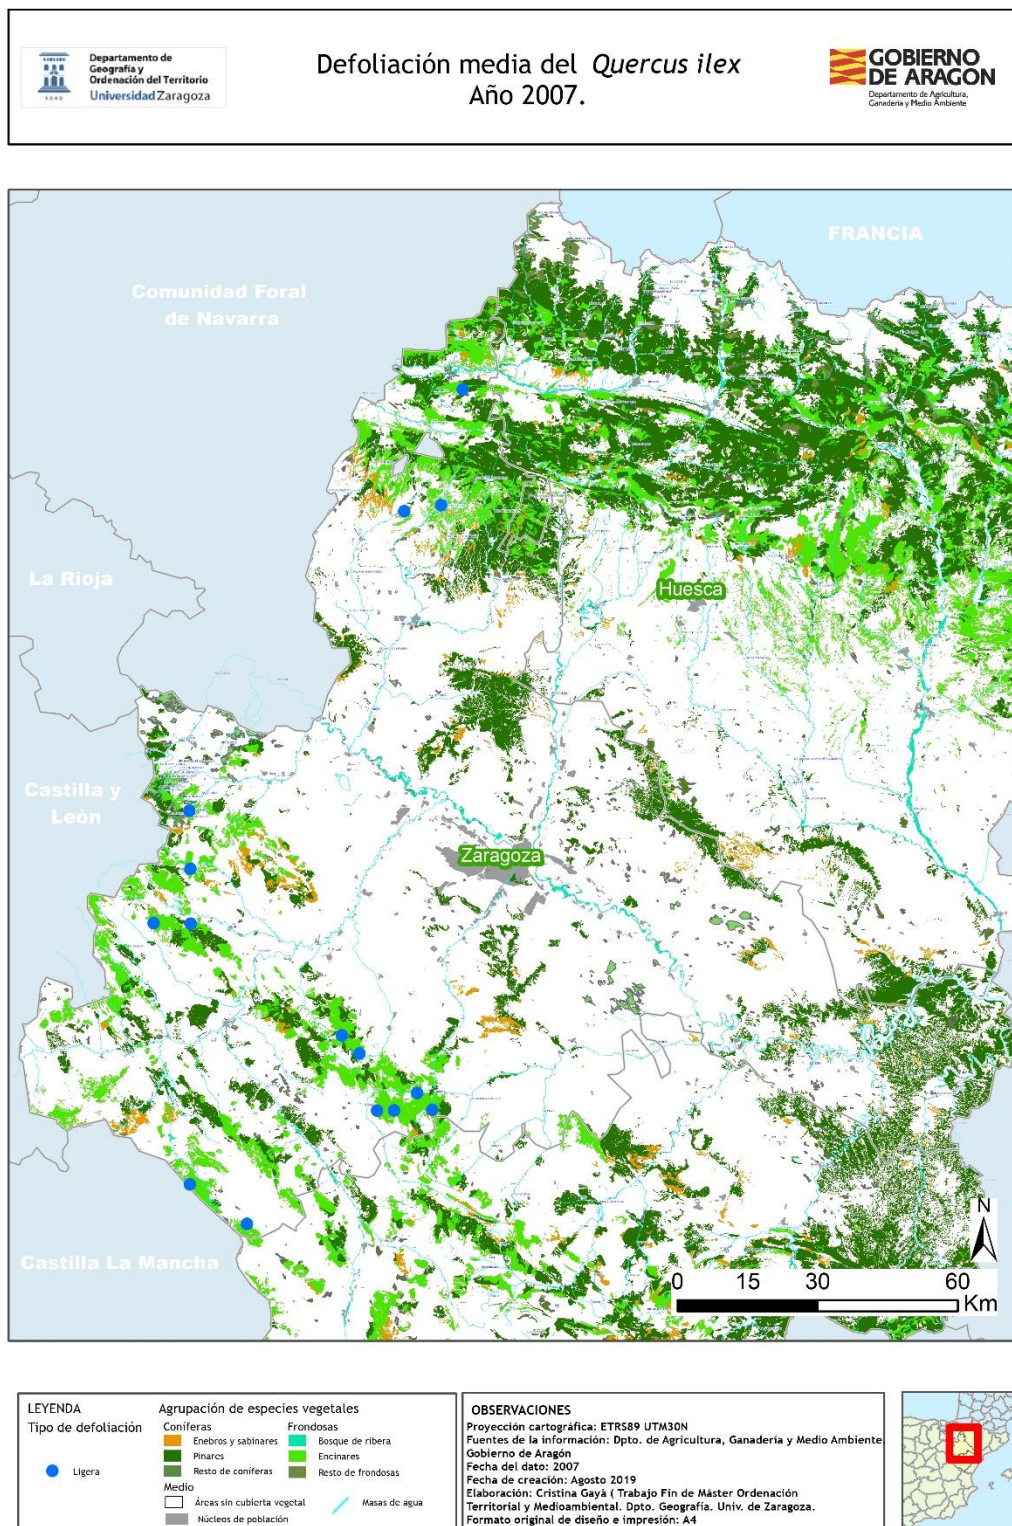 Departamento de
Geografía y
Ordenación del Territorio
Universidad Zaragoza
1542
Defoliación media del Quercus ilex
Año 2007.
GOBIERNO
DE ARAGON
Departamento de Agricultura,
Ganadería y Medio Ambiente
FRANCIA
Comunidad Foral
de Navarra
La Rioja
Huesca
Castilla y
León
Zaragoza
Castilla La Mancha
N
0 15 30 60
Km
LEYENDA
Tipo de defoliación
Ligera
Agrupación de especies vegetales
Coníferas
Enebros y sabinares
Pinares
Resto de coníferas
Frondosas
Bosque de ribera
Encinares
Resto de frondosas
Medio
Áreas sin cubierta vegetal
Masas de agua
Núcleos de población
OBSERVACIONES
Proyección cartográfica: ETRS89 UTM30N
Fuentes de la información: Dpto. de Agricultura, Ganadería y Medio Ambiente.
Gobierno de Aragón
Fecha del dato: 2007
Fecha de creación: Agosto 2019
Elaboración: Cristina Gayà ( Trabajo Fin de Máster Ordenación
Territorial y Medioambiental. Dpto. Geografía. Univ. de Zaragoza.
Formato original de diseño e impresión: A4